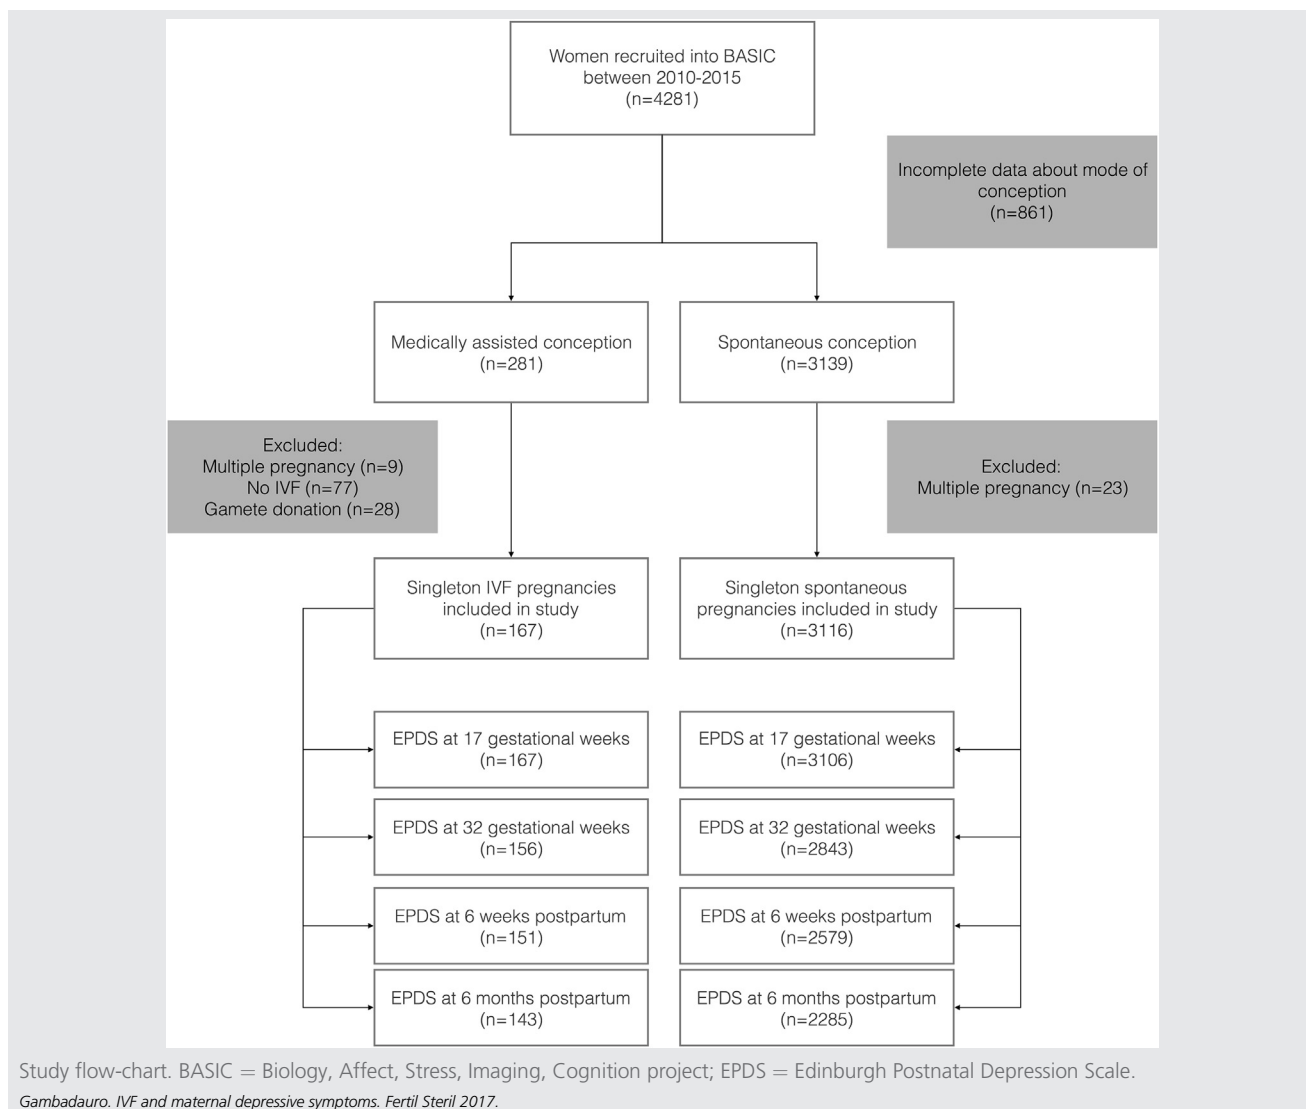 Women recruited into BASIC
between 2010-2015
(n=4281)
Incomplete data about mode of
conception
(n=861)
Medically assisted conception
(n=281)
Spontaneous conception
(n=3139)
Excluded:
Multiple pregnancy (n=9)
No IVF (n=77)
Gamete donation (n=28)
Excluded:
Multiple pregnancy (n=23)
Singleton IVF pregnancies
included in study
(n=167)
Singleton spontaneous
pregnancies included in study
(n=3116)
EPDS at 17 gestational weeks
(n=167)
EPDS at 17 gestational weeks
(n=3106)
EPDS at 32 gestational weeks
(n=156)
EPDS at 32 gestational weeks
(n=2843)
EPDS at 6 weeks postpartum
(n=151)
EPDS at 6 weeks postpartum
(n=2579)
EPDS at 6 months postpartum
(n=143)
EPDS at 6 months postpartum
(n=2285)
Study flow-chart. BASIC = Biology, Affect, Stress, Imaging, Cognition project; EPDS = Edinburgh Postnatal Depression Scale.
Gambadauro. IVF and maternal depressive symptoms. Fertil Steril 2017.